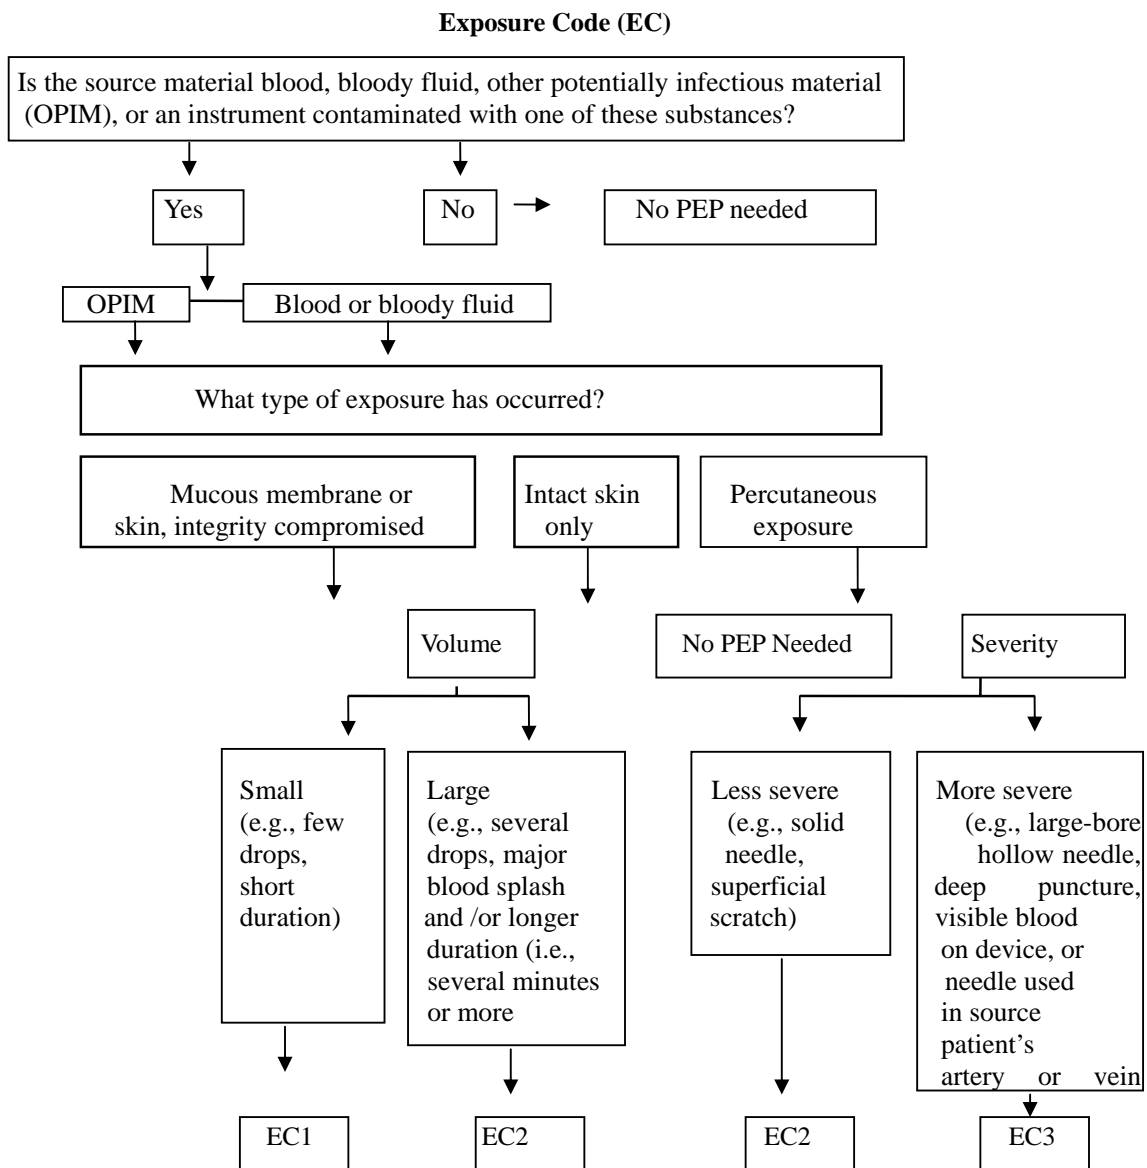 Exposure Code (EC)
Is the source material blood, bloody fluid, other potentially infectious material
(OPIM), or an instrument contaminated with one of these substances?
Yes
No
No PEP needed
OPIM
Blood or bloody fluid
What type of exposure has occurred?
Mucous membrane or
skin, integrity compromised
Intact skin
only
Percutaneous
exposure
Volume
No PEP Needed
Severity
Small
(e.g., few
drops,
short
duration)
Large
(e.g., several
drops, major
blood splash
and /or longer
duration (i.e.,
several minutes
or more
Less severe
(e.g., solid
needle,
superficial
scratch)
More severe
(e.g., large-bore
hollow needle,
deep puncture,
visible blood
on device, or
needle used
in source
patient's
artery or vein
EC1
EC2
EC2
EC3